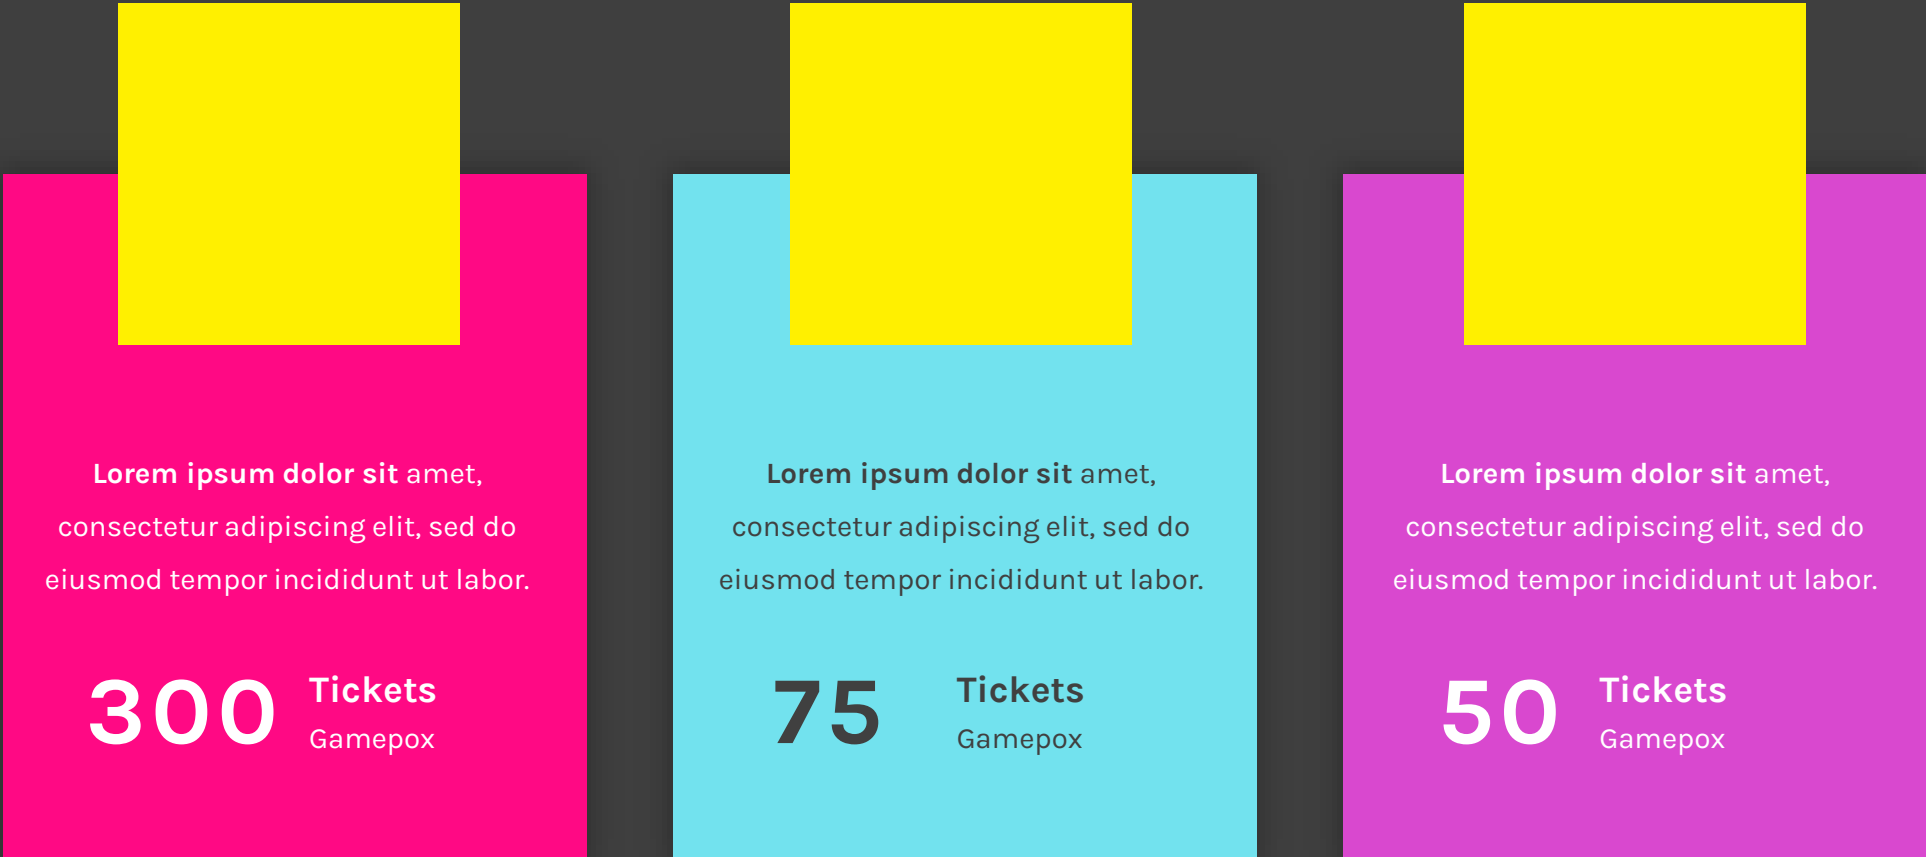 Lorem ipsum dolor sit amet,
consectetur adipiscing elit, sed do
eiusmod tempor incididunt ut labor.
300
Tickets
Gamepox
Lorem ipsum dolor sit amet,
consectetur adipiscing elit, sed do
eiusmod tempor incididunt ut labor.
75
Tickets
Gamepox
Lorem ipsum dolor sit amet,
consectetur adipiscing elit, sed do
eiusmod tempor incididunt ut labor.
50
Tickets
Gamepox